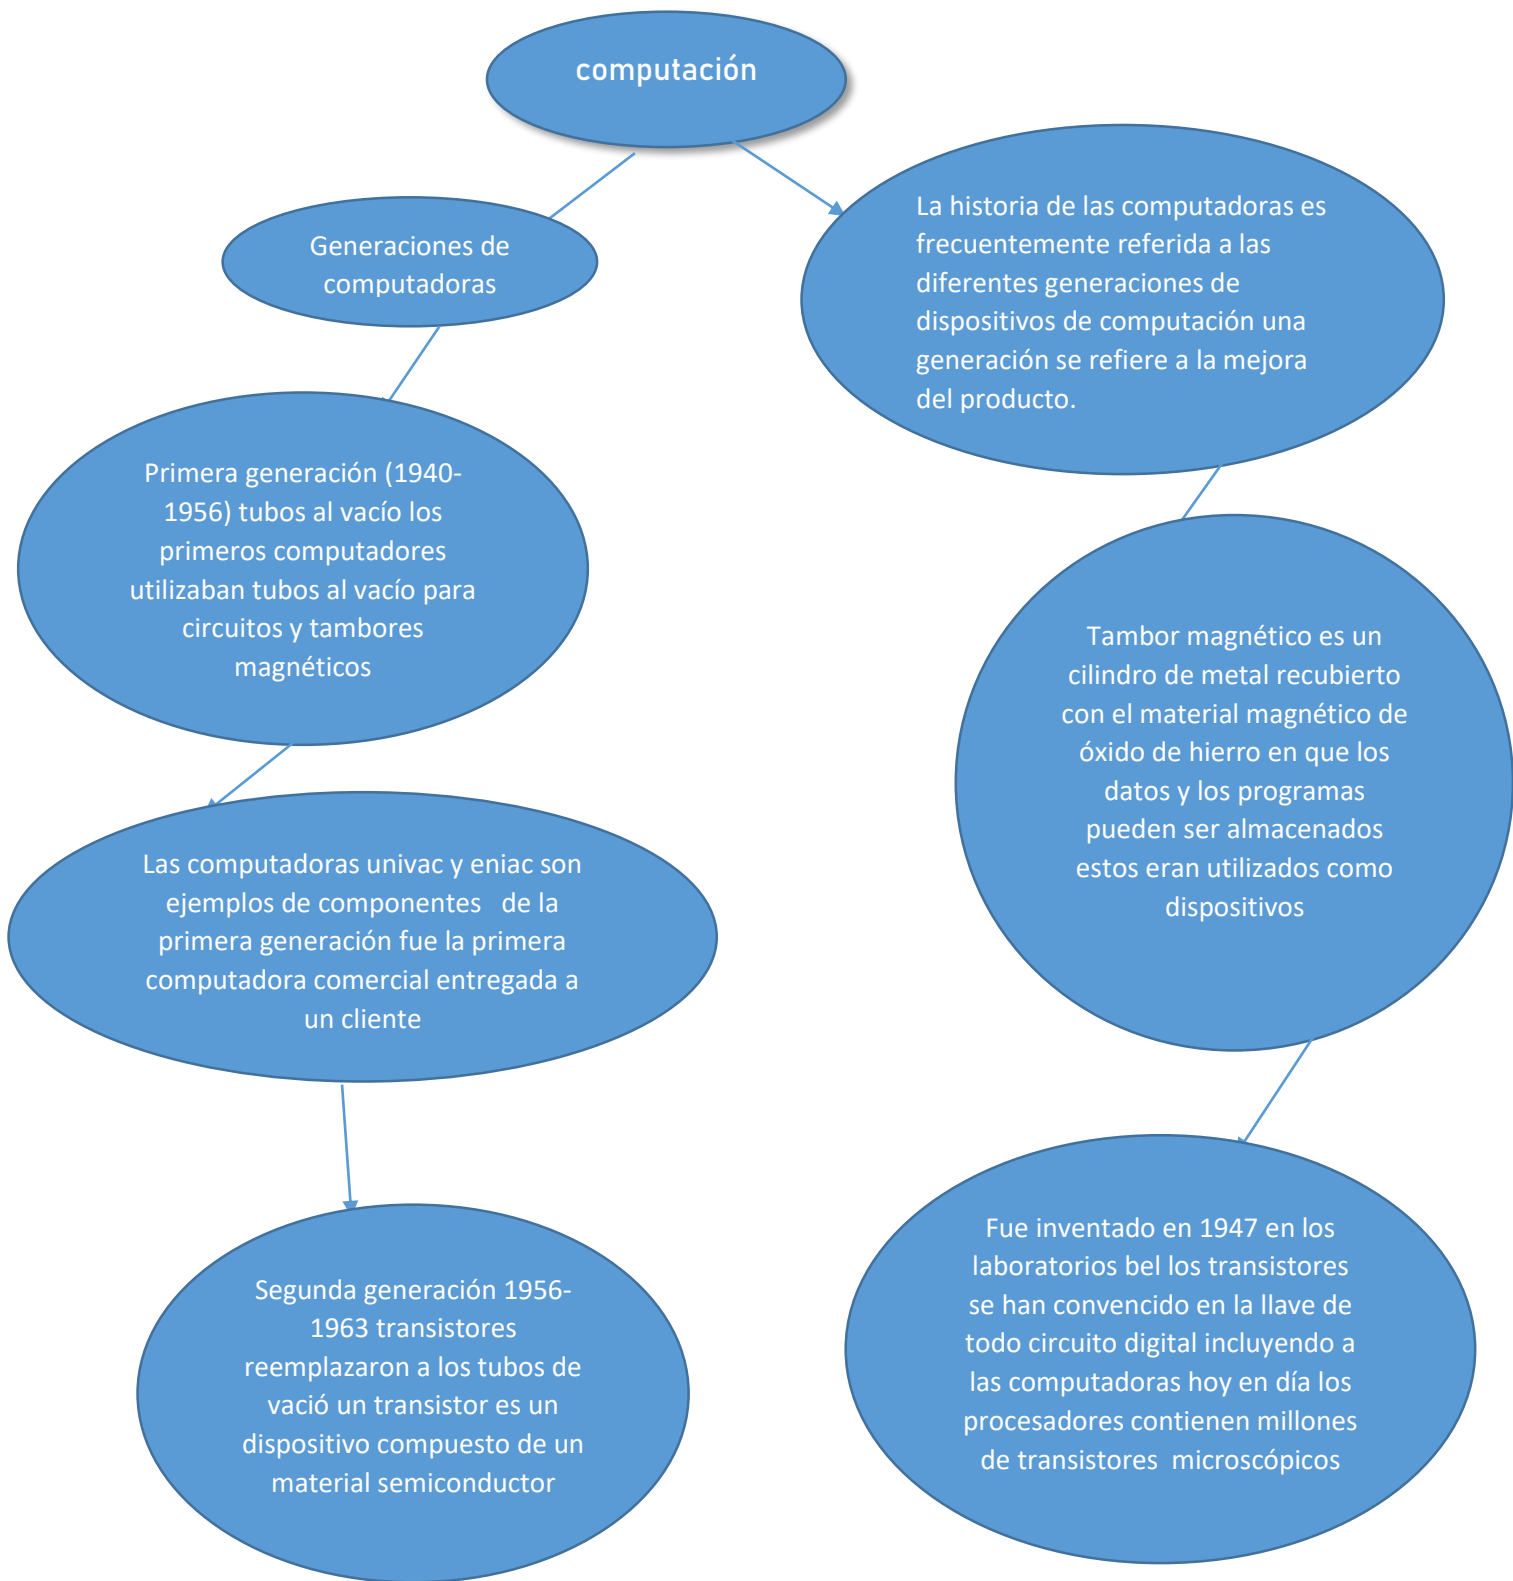 computación
Generaciones de
computadoras
La historia de las computadoras es
frecuentemente referida a las
diferentes generaciones de
dispositivos de computación una
generación se refiere a la mejora
del producto.
Primera generación (1940-
1956) tubos al vacío los
primeros computadores
utilizaban tubos al vacío para
circuitos y tambores
magnéticos
Tambor magnético es un
cilindro de metal recubierto
con el material magnético de
óxido de hierro en que los
datos y los programas
pueden ser almacenados
estos eran utilizados como
dispositivos
Las computadoras univac y eniac son
ejemplos de componentes   de la
primera generación fue la primera
computadora comercial entregada a
un cliente
Segunda generación 1956-
1963 transistores
reemplazaron a los tubos de
vació un transistor es un
dispositivo compuesto de un
material semiconductor
Fue inventado en 1947 en los
laboratorios bel los transistores
se han convencido en la llave de
todo circuito digital incluyendo a
las computadoras hoy en día los
procesadores contienen millones
de transistores  microscópicos